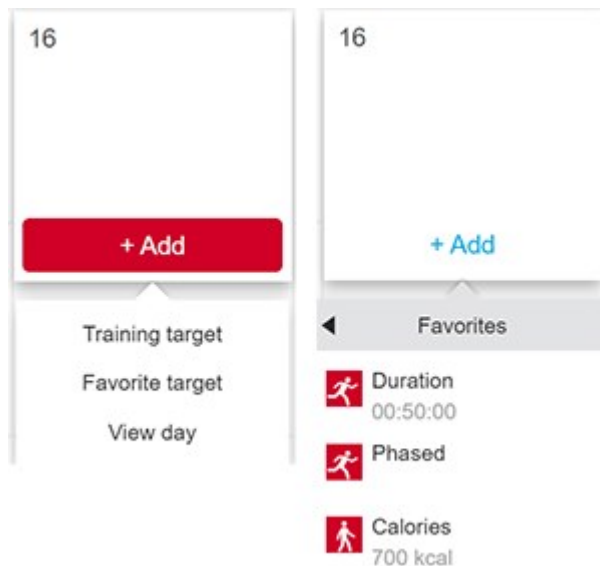 16
+ Add
Training target
Favorite target
View day
16
+ Add
Favorites
Duration
00:50:00
Phased
Calories
700 kcal